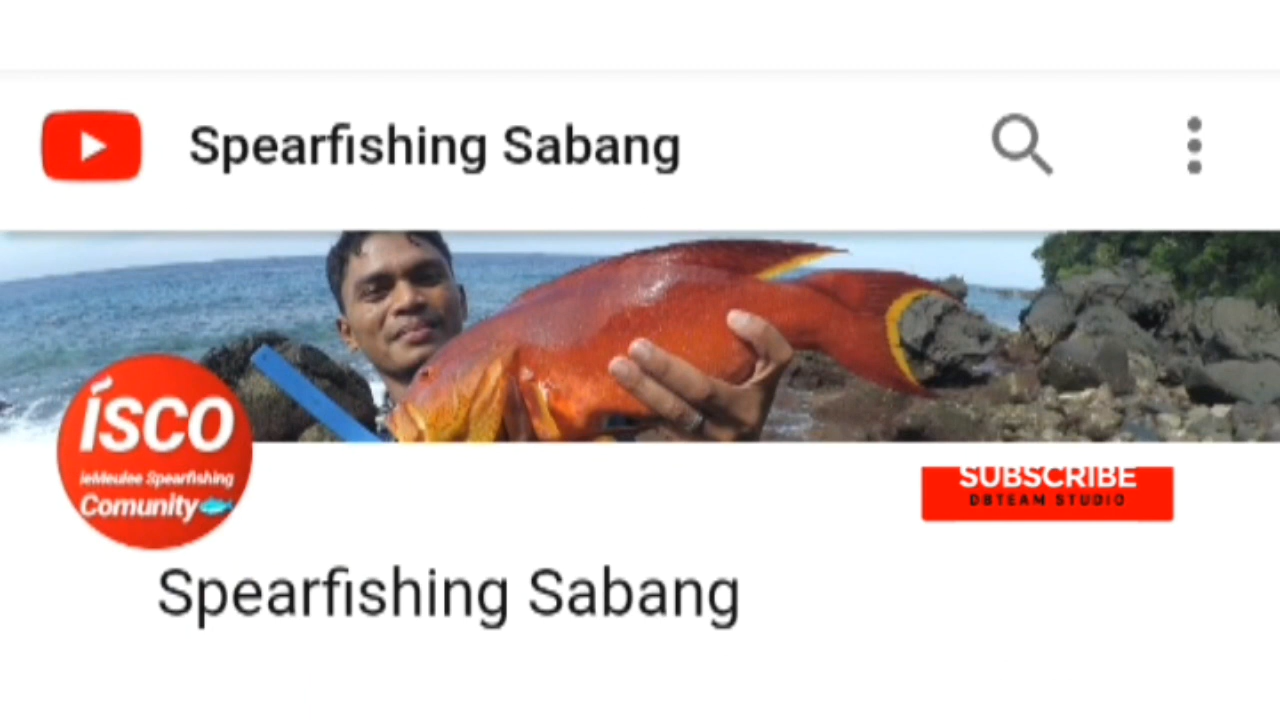 Spearfishing Sabang
ísco
ieMeulee Spearfishing
Comunity
SUBSCRIBE
DBTEAM STUDIO
Spearfishing Sabang